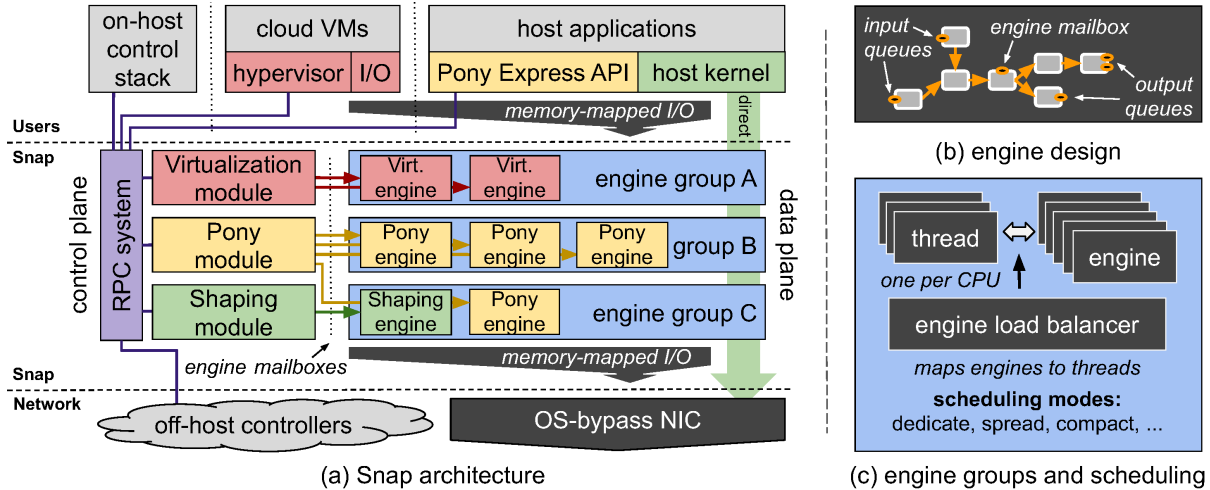 on-host
control
stack
cloud VMs
hypervisor
I/O
host applications
Pony Express API
host kernel
memory-mapped I/O
direct
Users
Snap
control plane
RPC system
Virtualization
module
Virt.
engine
Virt.
engine
engine group A
Pony
module
Pony
engine
Pony
engine
Pony
engine
group B
Shaping
module
Shaping
engine
Pony
engine
engine group C
data plane
engine mailboxes
memory-mapped I/O
Snap
Network
off-host controllers
OS-bypass NIC
(a) Snap architecture
input
queues
engine mailbox
output
queues
(b) engine design
thread
engine
one per CPU
engine load balancer
maps engines to threads
scheduling modes:
dedicate, spread, compact, ...
(c) engine groups and scheduling